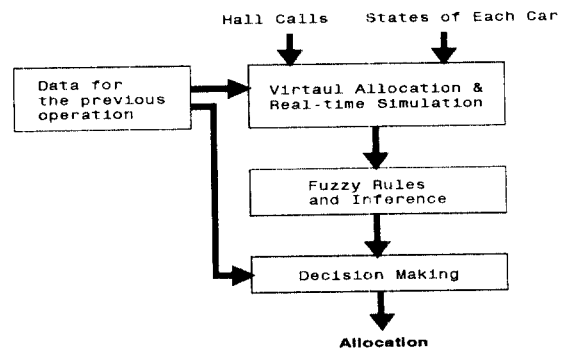 Hall Calls
States of Each Car
Data for
the previous
operation
Virtaul Allocation &
Real-time Simulation
Fuzzy Rules
and Inference
Decision Making
Allocation